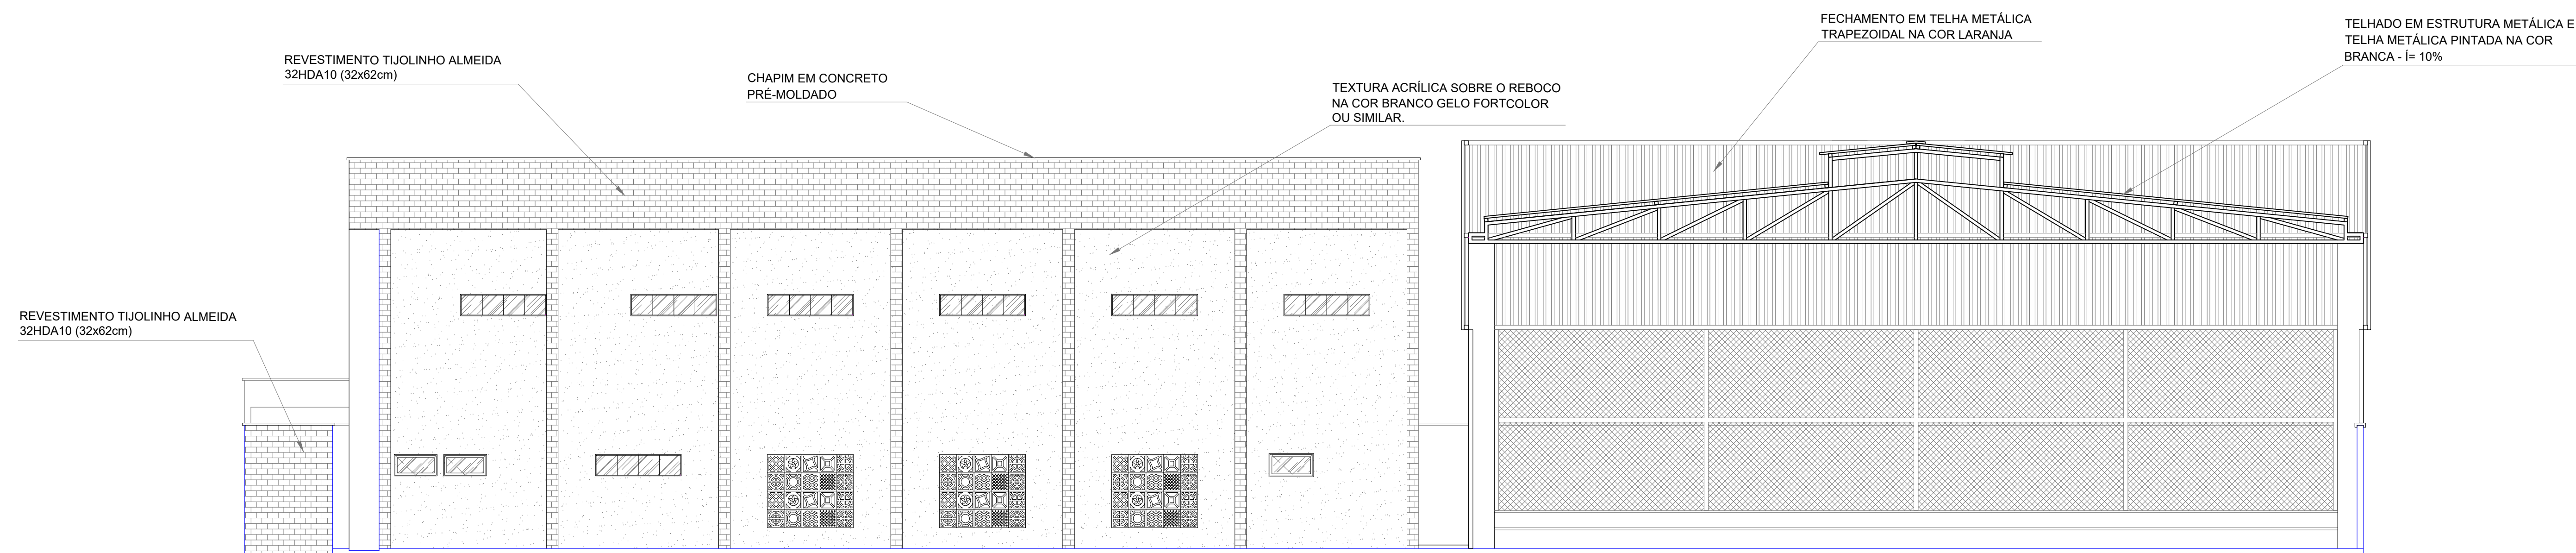 FECHAMENTO EM TELHA METÁLICA
TRAPEZOIDAL NA COR LARANJA
TELHADO EM ESTRUTURA METÁLICA E
TELHA METÁLICA PINTADA NA COR
BRANCA - Í= 10%
REVESTIMENTO TIJOLINHO ALMEIDA
32HDA10 (32x62cm)
CHAPIM EM CONCRETO
PRÉ-MOLDADO
TEXTURA ACRÍLICA SOBRE O REBOCO
NA COR BRANCO GELO FORTCOLOR
OU SIMILAR.
REVESTIMENTO TIJOLINHO ALMEIDA
32HDA10 (32x62cm)